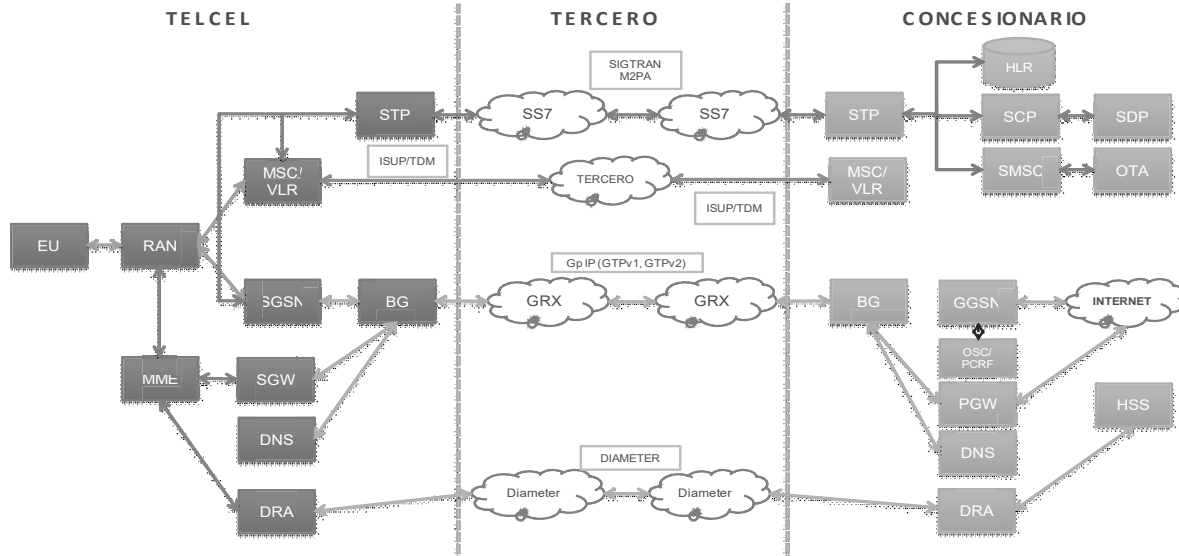 TELCEL
TERCERO
CONCESIONARIO
SIGTRAN
M2PA
HLR
STP
SS7
SS7
STP
SCP
SDP
ISUP/TDM
MSC/
VLR
TERCERO
MSC/
VLR
SMSC
OTA
ISUP/TDM
EU
RAN
Gp IP (GTPv1, GTPv2)
SGSN
BG
GRX
GRX
BG
GGSN
INTERNET
OSC/
PCRF
MME
SGW
PGW
HSS
DNS
DNS
DIAMETER
Diameter
Diameter
DRA
DRA